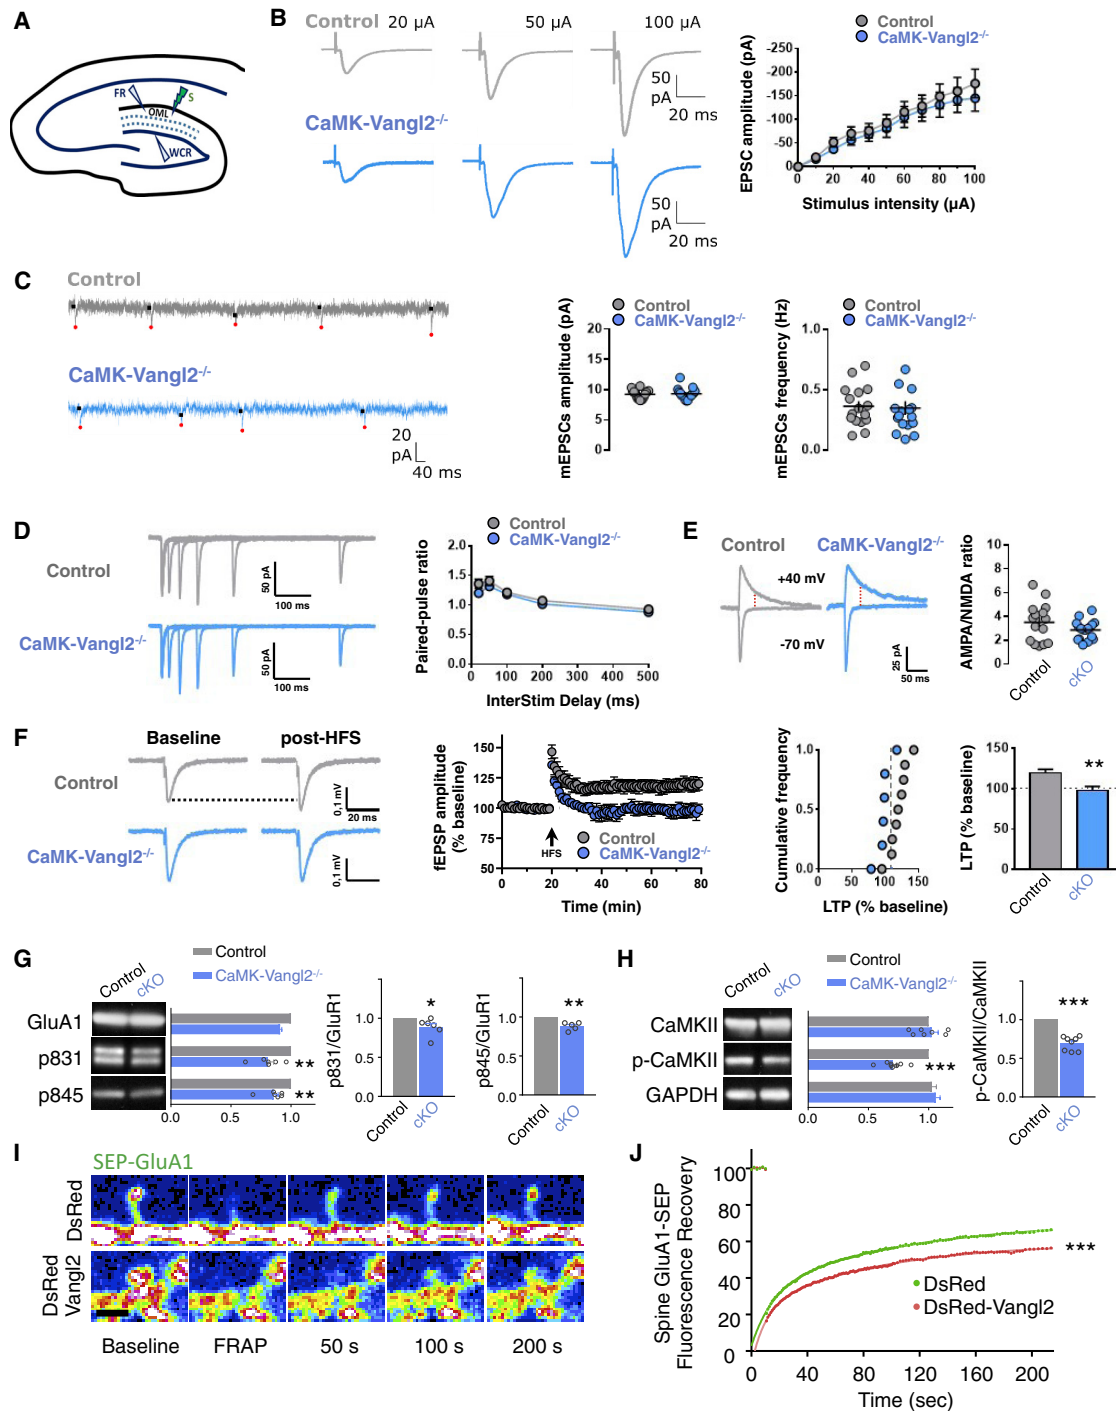 A
FR
OML
S
WCR
B
Control 20 µA 50 µA 100 µA
50
pA
20 ms
CaMK-Vangl2-/-
50
pA
20 ms
Control
CaMK-Vangl2-/-
EPSC amplitude (pA)
-250
-200
-150
-100
-50
0
0 20 40 60 80 100
Stimulus intensity (µA)
C
Control
CaMK-Vangl2-/-
20
pA
40 ms
Control
CaMK-Vangl2-/-
mEPSCs amplitude (pA)
20
15
10
5
0
Control
CaMK-Vangl2-/-
mEPSCs frequency (Hz)
1.0
0.5
0.0
D
Control
50 pA
100 ms
CaMK-Vangl2-/-
50 pA
100 ms
Control
CaMK-Vangl2-/-
Paired-pulse ratio
2.0
1.5
1.0
0.5
0.0
0 100 200 300 400 500
InterStim Delay (ms)
E
Control CaMK-Vangl2-/-
+40 mV
-70 mV
25 pA
50 ms
AMPA/NMDA ratio
10
8
6
4
2
0
Control cKO
F
Baseline post-HFS
Control
0,1 mV
20 ms
CaMK-Vangl2-/-
0,1 mV
fEPSP amplitude
(% baseline)
150
125
100
75
50
HFS
Control
CaMK-Vangl2-/-
0 20 40 60 80
Time (min)
Cumulative frequency
1.0
0.8
0.6
0.4
0.2
0.0
0 50 100 150
LTP (% baseline)
LTP (% baseline)
150
100
50
0
**
Control cKO
G
Control cKO
Control
CaMK-Vangl2-/-
GluA1
p831
**
p845
**
0.0 0.5 1.0
p831/GluR1
1.0
0.5
0.0
*
Control cKO
p845/GluR1
1.0
0.5
0.0
**
Control cKO
H
Control cKO
Control
CaMK-Vangl2-/-
CaMKII
p-CaMKII
***
GAPDH
0.0 0.5 1.0
p-CaMKII/CaMKII
1.0
0.5
0.0
***
Control cKO
I
SEP-GluA1
DsRed
DsRed
Vangl2
Baseline FRAP 50 s 100 s 200 s
J
Spine GluA1-SEP
Fluorescence Recovery
100
80
60
40
20
0
***
DsRed
DsRed-Vangl2
0 40 80 120 160 200
Time (sec)